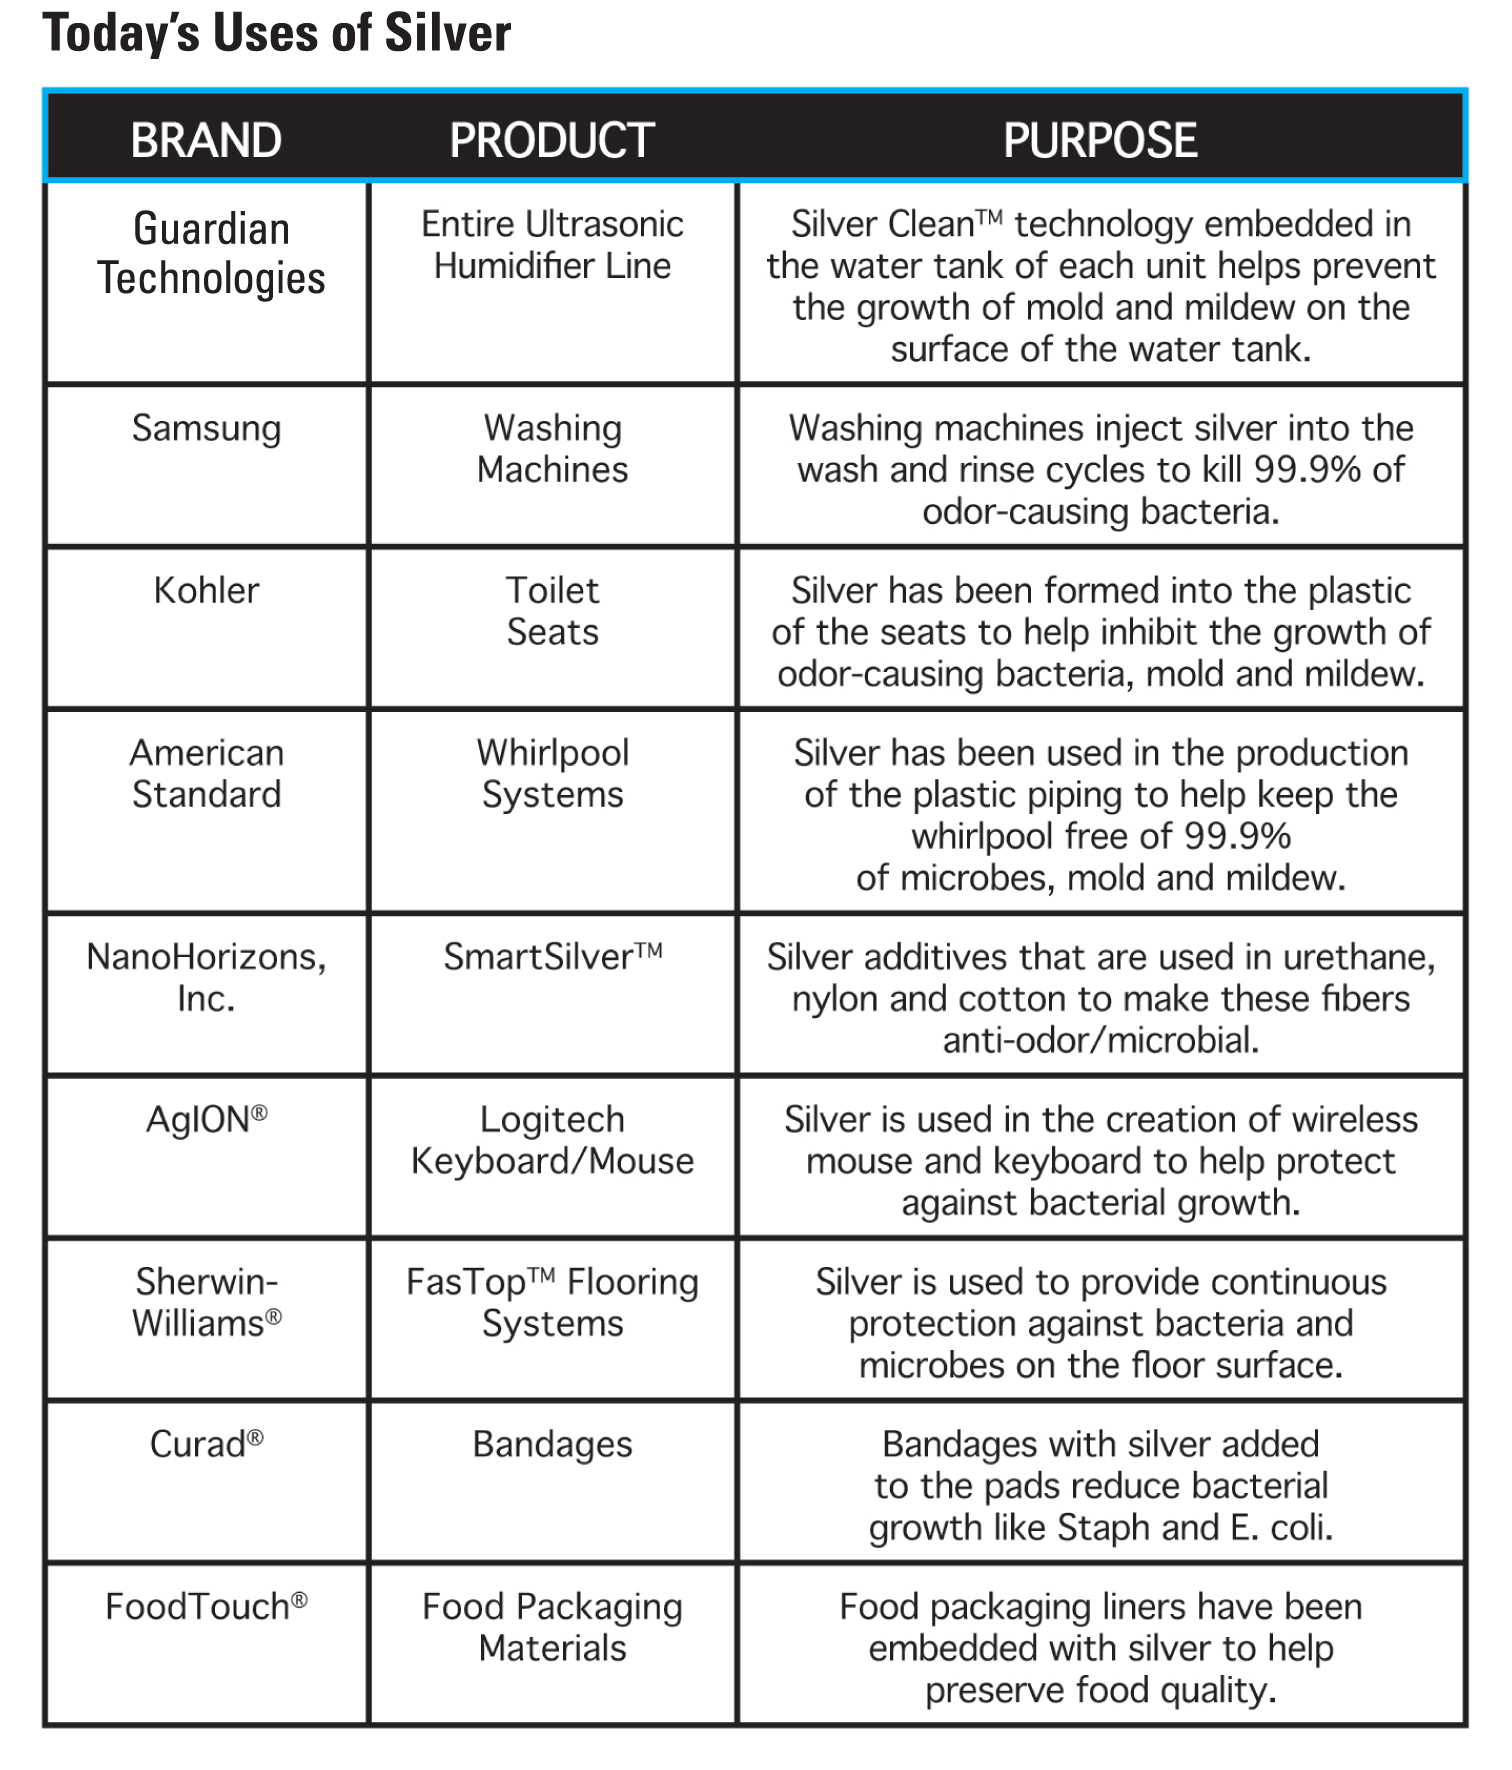 Today's Uses of Silver
BRAND
PRODUCT
PURPOSE
Guardian
Technologies
Entire Ultrasonic
Humidifier Line
Silver Clean™ technology embedded in
the water tank of each unit helps prevent
the growth of mold and mildew on the
surface of the water tank.
Samsung
Washing
Machines
Washing machines inject silver into the
wash and rinse cycles to kill 99.9% of
odor-causing bacteria.
Kohler
Toilet
Seats
Silver has been formed into the plastic
of the seats to help inhibit the growth of
odor-causing bacteria, mold and mildew.
American
Standard
Whirlpool
Systems
Silver has been used in the production
of the plastic piping to help keep the
whirlpool free of 99.9%
of microbes, mold and mildew.
NanoHorizons,
Inc.
SmartSilver™
Silver additives that are used in urethane,
nylon and cotton to make these fibers
anti-odor/microbial.
AgION®
Logitech
Keyboard/Mouse
Silver is used in the creation of wireless
mouse and keyboard to help protect
against bacterial growth.
Sherwin-
Williams®
FasTop™ Flooring
Systems
Silver is used to provide continuous
protection against bacteria and
microbes on the floor surface.
Curad®
Bandages
Bandages with silver added
to the pads reduce bacterial
growth like Staph and E. coli.
FoodTouch®
Food Packaging
Materials
Food packaging liners have been
embedded with silver to help
preserve food quality.